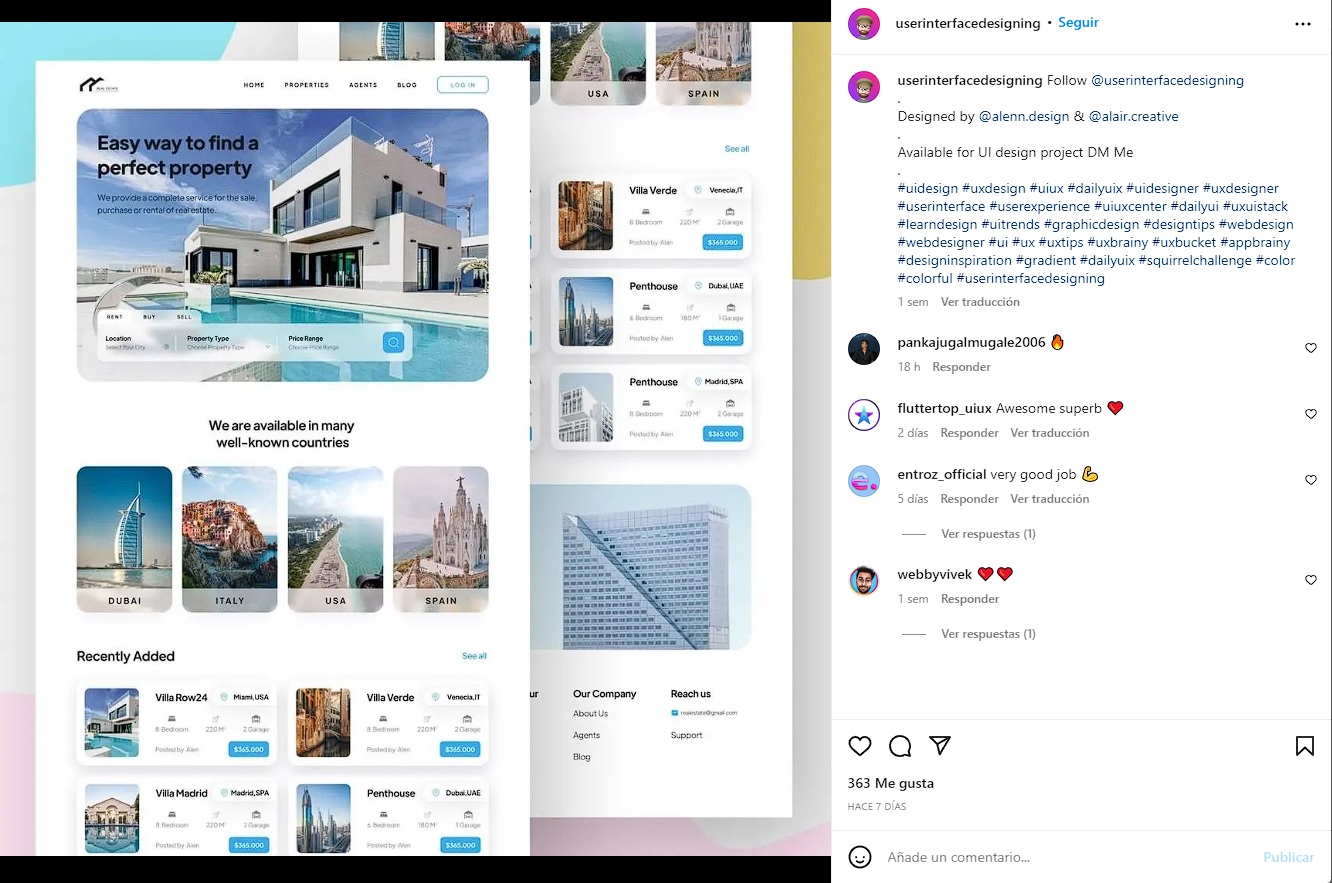 USA
SPAIN
REAL ESTATE
HOME
PROPERTIES
AGENTS
BLOG
LOG IN
Easy way to find a
perfect property
We provide a complete service for the sale,
purchase or rental of real estate.
RENT
BUY
SELL
Location
Select Your City
Property Type
Choose Property Type
Price Range
Choose Price Range
We are available in many
well-known countries
DUBAI
ITALY
USA
SPAIN
Recently Added
See all
Villa Row24
Miami,USA
8 Bedroom
220 M²
2 Garage
Posted by Alen
$365.000
Villa Verde
Venecia,IT
8 Bedroom
220 M²
2 Garage
Posted by Alen
$365.000
Villa Madrid
Madrid,SPA
8 Bedroom
220 M²
2 Garage
Posted by Alen
$365.000
Penthouse
Dubai,UAE
6 Bedroom
180 M²
1 Garage
Posted by Alen
$365.000
See all
Villa Verde
Venecia,IT
8 Bedroom
220 M²
2 Garage
Posted by Alen
$365.000
Penthouse
Dubai,UAE
6 Bedroom
180 M²
1 Garage
Posted by Alen
$365.000
Penthouse
Madrid,SPA
8 Bedroom
220 M²
2 Garage
Posted by Alen
$365.000
ur
Our Company
About Us
Agents
Blog
Reach us
realestate@gmail.com
Support
userinterfacedesigning • Seguir
userinterfacedesigning Follow @userinterfacedesigning
.
Designed by @alenn.design & @alair.creative
.
Available for UI design project DM Me
.
#uidesign #uxdesign #uiux #dailyuix #uidesigner #uxdesigner
#userinterface #userexperience #uiuxcenter #dailyui #uxuistack
#learndesign #uitrends #graphicdesign #designtips #webdesign
#webdesigner #ui #ux #uxtips #uxbrainy #uxbucket #appbrainy
#designinspiration #gradient #dailyuix #squirrelchallenge #color
#colorful #userinterfacedesigning
1 sem Ver traducción
pankajugalmugale2006 🔥
18 h Responder
fluttertop_uiux Awesome superb ❤️
2 días Responder Ver traducción
entroz_official very good job 💪
5 días Responder Ver traducción
Ver respuestas (1)
webbyvivek ❤️❤️
1 sem Responder
Ver respuestas (1)
363 Me gusta
HACE 7 DÍAS
Añade un comentario...
Publicar